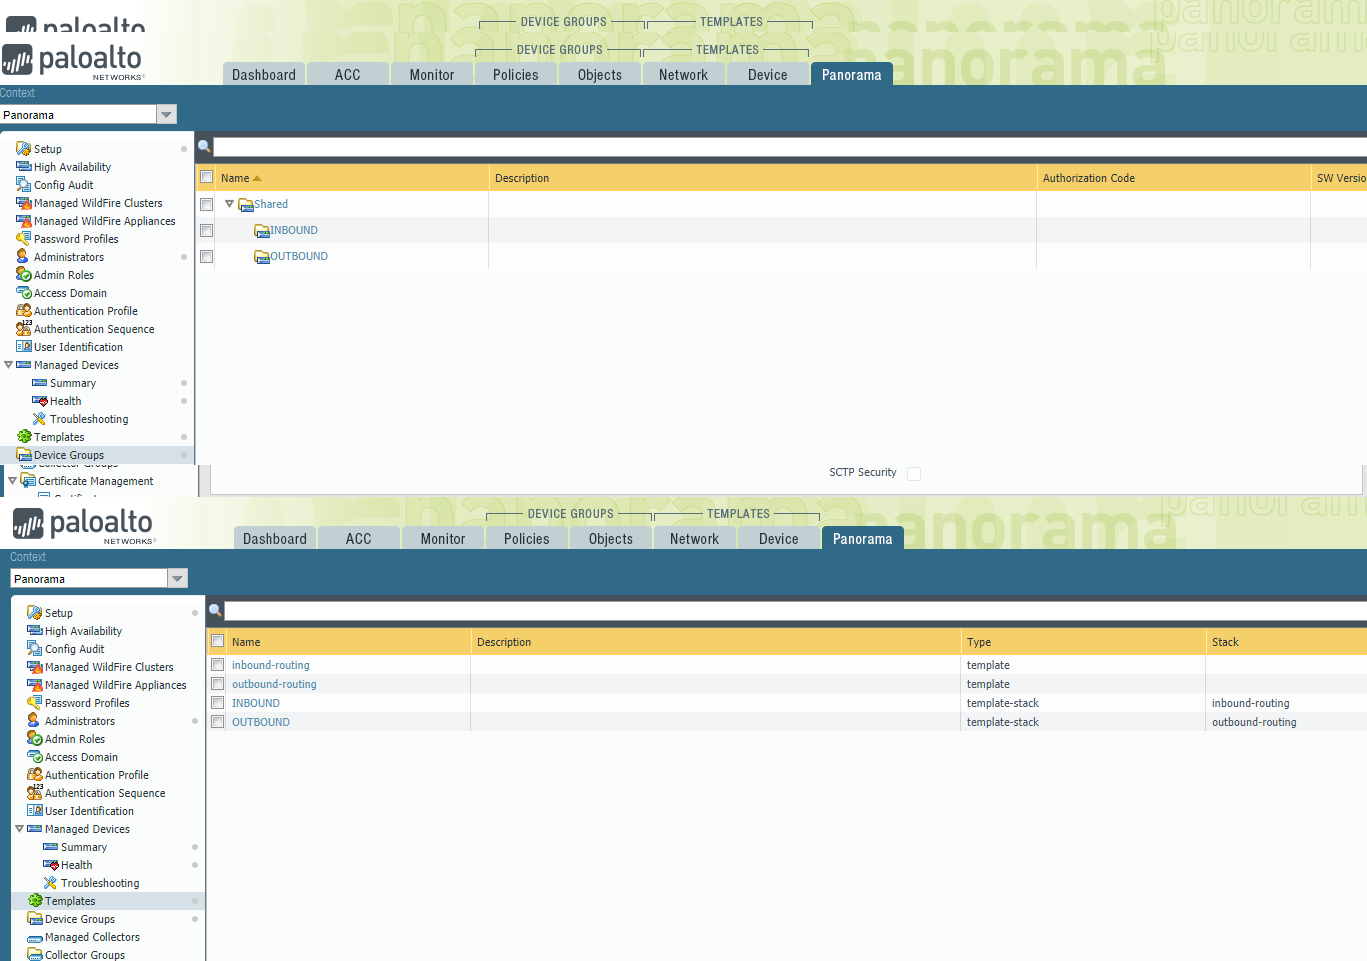 paloalto
DEVICE GROUPS TEMPLATES
panorama
paloalto
NETWORKS
DEVICE GROUPS TEMPLATES
panorama
Dashboard ACC Monitor Policies Objects Network Device Panorama
Context
Panorama
Setup
High Availability
Config Audit
Managed WildFire Clusters
Managed WildFire Appliances
Password Profiles
Administrators
Admin Roles
Access Domain
Authentication Profile
Authentication Sequence
User Identification
Managed Devices
Summary
Health
Troubleshooting
Templates
Device Groups
Name Description Authorization Code SW Versio
Shared
INBOUND
OUTBOUND
Collector Groups
Certificate Management
SCTP Security
paloalto
NETWORKS
DEVICE GROUPS TEMPLATES
panorama
Dashboard ACC Monitor Policies Objects Network Device Panorama
Context
Panorama
Setup
High Availability
Config Audit
Managed WildFire Clusters
Managed WildFire Appliances
Password Profiles
Administrators
Admin Roles
Access Domain
Authentication Profile
Authentication Sequence
User Identification
Managed Devices
Summary
Health
Troubleshooting
Templates
Device Groups
Managed Collectors
Collector Groups
Name Description Type Stack
inbound-routing template
outbound-routing template
INBOUND template-stack inbound-routing
OUTBOUND template-stack outbound-routing